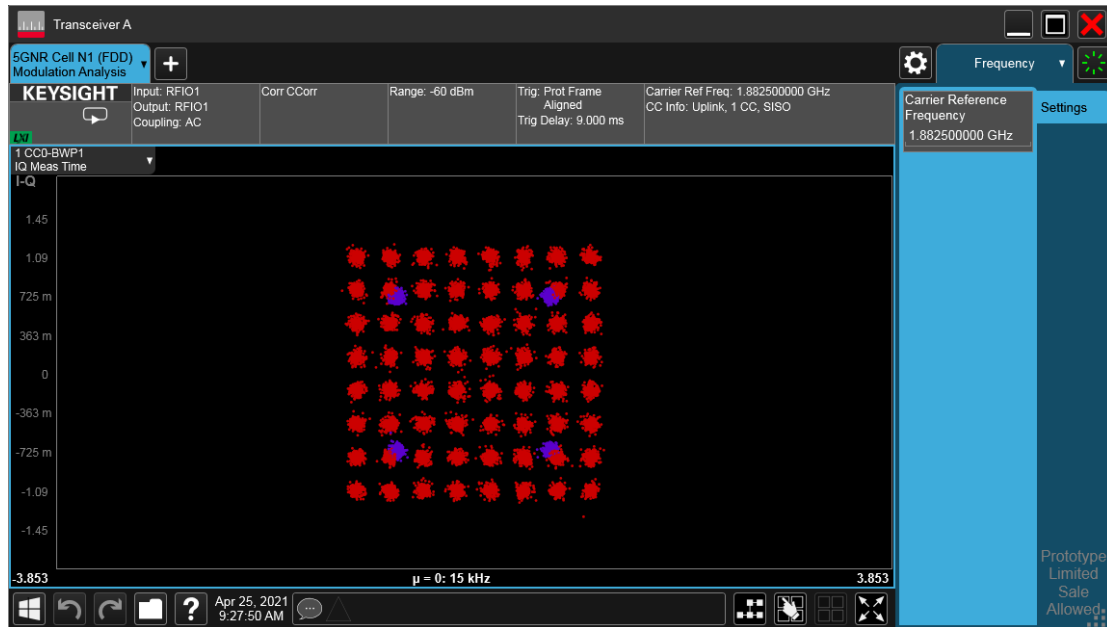 Transceiver A
5GNR Cell N1 (FDD)
Modulation Analysis
Frequency
KEYSIGHT
LXI
Input: RFIO1
Output: RFIO1
Coupling: AC
Corr CCorr
Range: -60 dBm
Trig: Prot Frame
Aligned
Trig Delay: 9.000 ms
Carrier Ref Freq: 1.882500000 GHz
CC Info: Uplink, 1 CC, SISO
Carrier Reference
Frequency
1.882500000 GHz
Settings
1 CC0-BWP1
IQ Meas Time
I-Q
1.45
1.09
725 m
363 m
0
-363 m
-725 m
-1.09
-1.45
-3.853
µ = 0: 15 kHz
3.853
Prototype
Limited
Sale
Allowed
?
Apr 25, 2021
9:27:50 AM